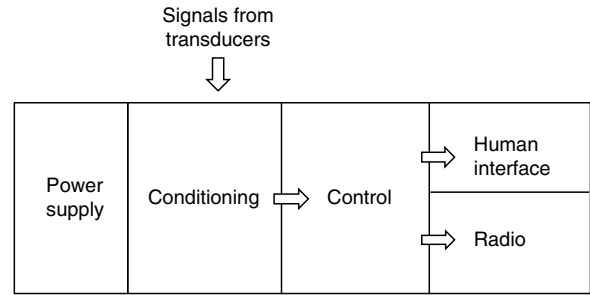 Signals from
transducers
Power
supply
Conditioning
Control
Human
interface
Radio